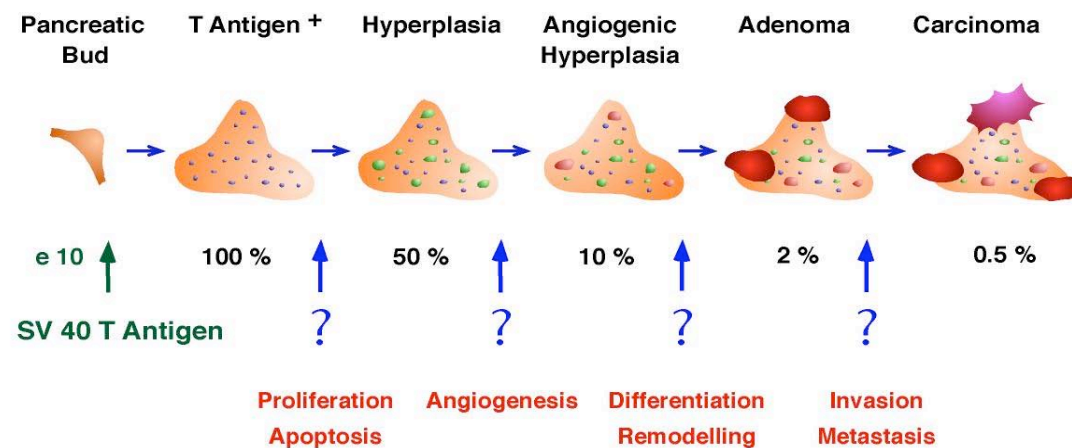 Pancreatic Bud T Antigen + Hyperplasia Angiogenic Hyperplasia Adenoma Carcinoma
e 10 100 % 50 % 10 % 2 % 0.5 %
SV 40 T Antigen ? ? ? ?
Proliferation Angiogenesis Differentiation Invasion
Apoptosis Remodelling Metastasis